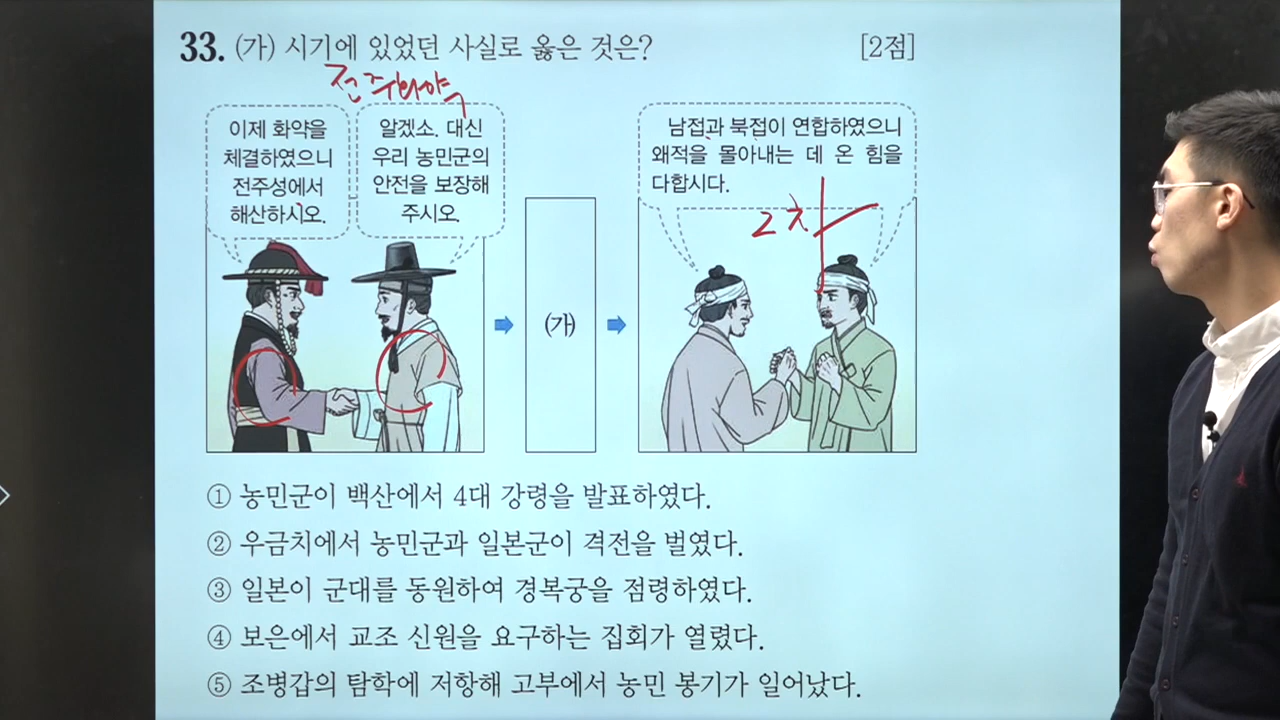 33. (가) 시기에 있었던 사실로 옳은 것은? [2점]
전주화약
이제 화약을
체결하였으니
전주성에서
해산하시오.
알겠소. 대신
우리 농민군의
안전을 보장해
주시오.
(가)
남접과 북접이 연합하였으니
왜적을 몰아내는 데 온 힘을
다합시다.
2차
① 농민군이 백산에서 4대 강령을 발표하였다.
② 우금치에서 농민군과 일본군이 격전을 벌였다.
③ 일본이 군대를 동원하여 경복궁을 점령하였다.
④ 보은에서 교조 신원을 요구하는 집회가 열렸다.
⑤ 조병갑의 탐학에 저항해 고부에서 농민 봉기가 일어났다.